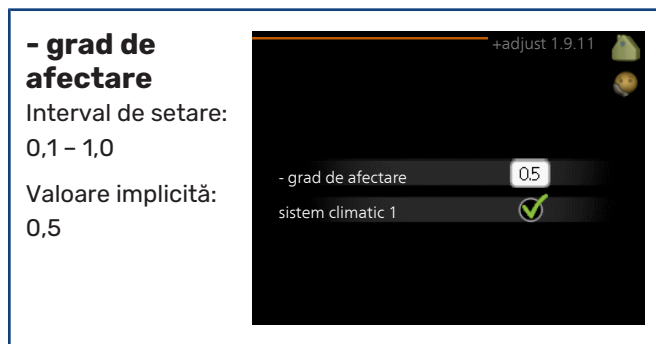 - grad de
afectare
Interval de setare:
0,1 – 1,0
Valoare implicită:
0,5
+adjust 1.9.11
- grad de afectare 0.5
sistem climatic 1